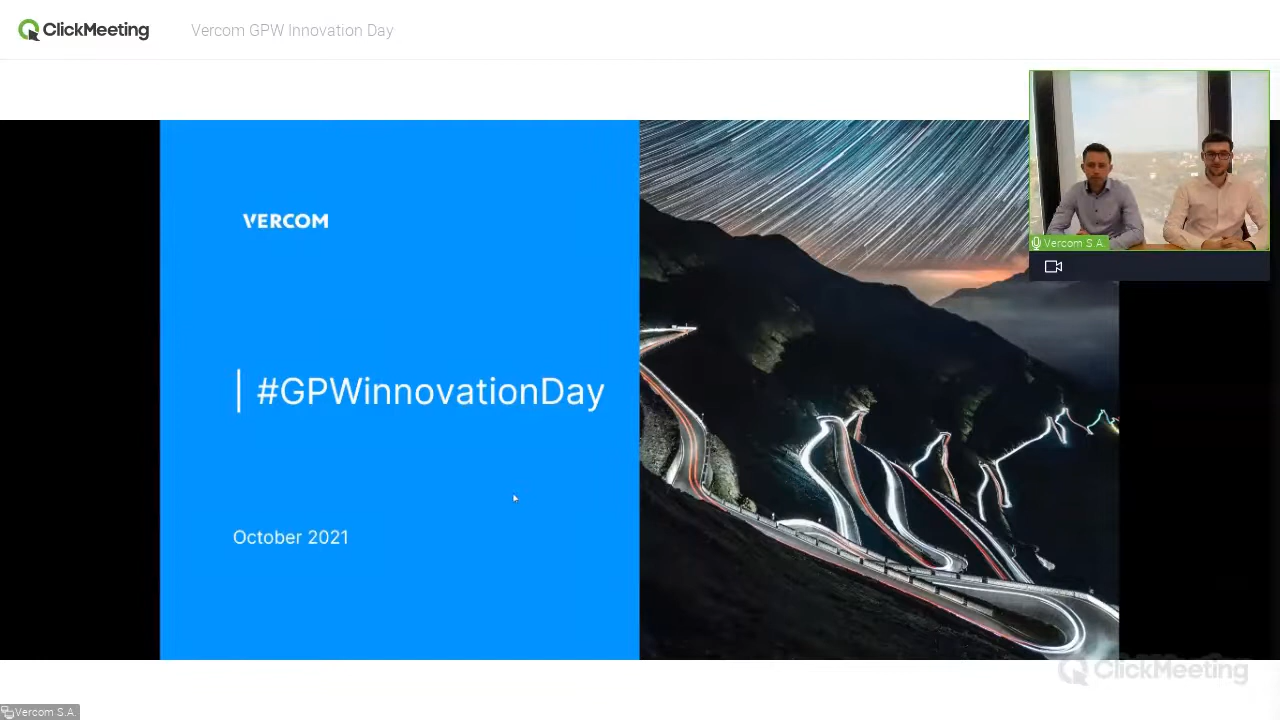 ClickMeeting
Vercom GPW Innovation Day
Vercom S.A.
VERCOM
| #GPWinnovationDay
October 2021
ClickMeeting
Vercom S.A.